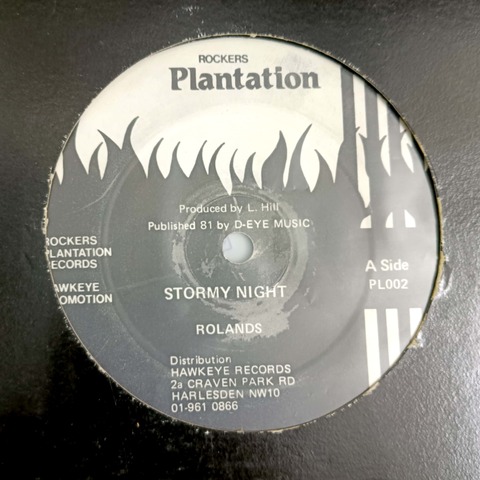 ROCKERS
Plantation
Produced by L. Hill
Published 81 by D-EYE MUSIC
ROCKERS
PLANTATION
RECORDS
HAWKEYE
PROMOTION
A Side
PL002
STORMY NIGHT
ROLANDS
Distribution
HAWKEYE RECORDS
2a CRAVEN PARK RD
HARLESDEN NW10
01-961 0866